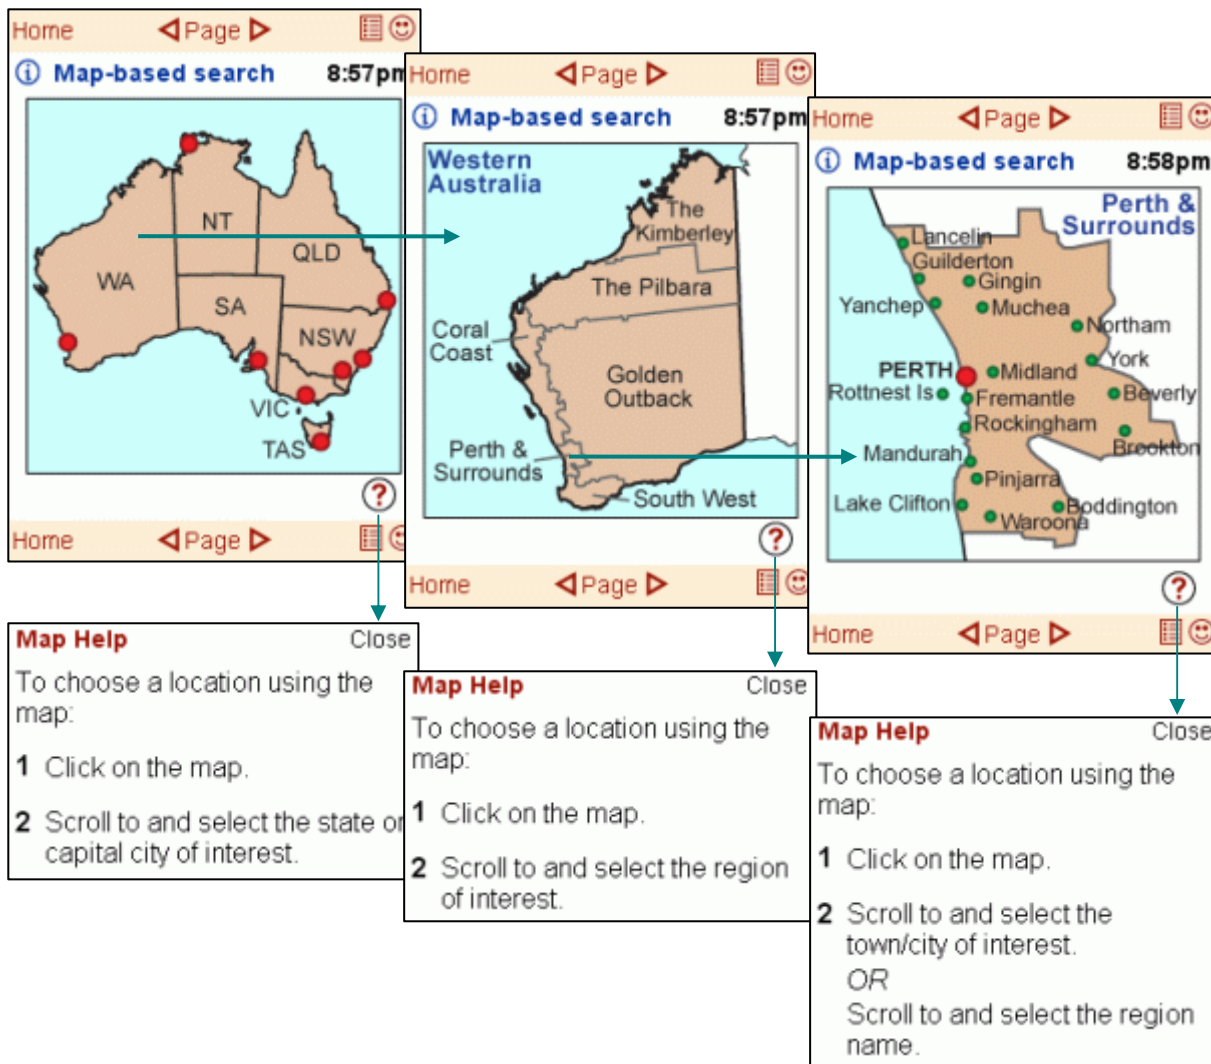 Home
Page
Map-based search
8:57pm
NT
QLD
WA
SA
NSW
VIC
TAS
?
Home
Page
Map Help
Close
To choose a location using the
map:
1 Click on the map.
2 Scroll to and select the state or
capital city of interest.
Home
Page
Map-based search
8:57pm
Western
Australia
The
Kimberley
The Pilbara
Coral
Coast
Golden
Outback
Perth &
Surrounds
South West
?
Home
Page
Map Help
Close
To choose a location using the
map:
1 Click on the map.
2 Scroll to and select the region
of interest.
Home
Page
Map-based search
8:58pm
Perth &
Surrounds
Lancelin
Guilderton
Gingin
Yanchep
Muchea
Northam
York
PERTH
Midland
Rottnest Is
Fremantle
Beverly
Rockingham
Brookton
Mandurah
Pinjarra
Lake Clifton
Boddington
Waroona
?
Home
Page
Map Help
Close
To choose a location using the
map:
1 Click on the map.
2 Scroll to and select the
town/city of interest.
OR
Scroll to and select the region
name.